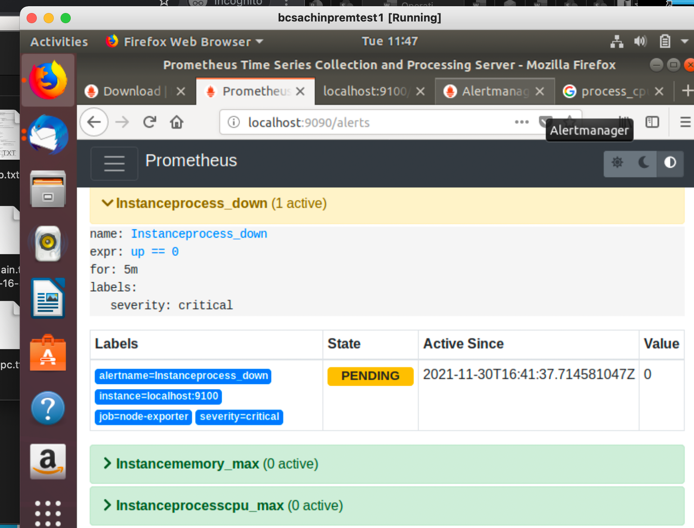 Incognito
bcsachinpremtest1 [Running]
Activities
Firefox Web Browser
Tue 11:47
Prometheus Time Series Collection and Processing Server - Mozilla Firefox
Download
Prometheus
localhost:9100/
Alertmanag
process_cp
localhost:9090/alerts
Alertmanager
Prometheus
Instanceprocess_down (1 active)
name: Instanceprocess_down
expr: up == 0
for: 5m
labels:
severity: critical
Labels State Active Since Value
alertname=Instanceprocess_down
PENDING
2021-11-30T16:41:37.714581047Z
0
instance=localhost:9100
job=node-exporter severity=critical
Instancememory_max (0 active)
Instanceprocesscpu_max (0 active)